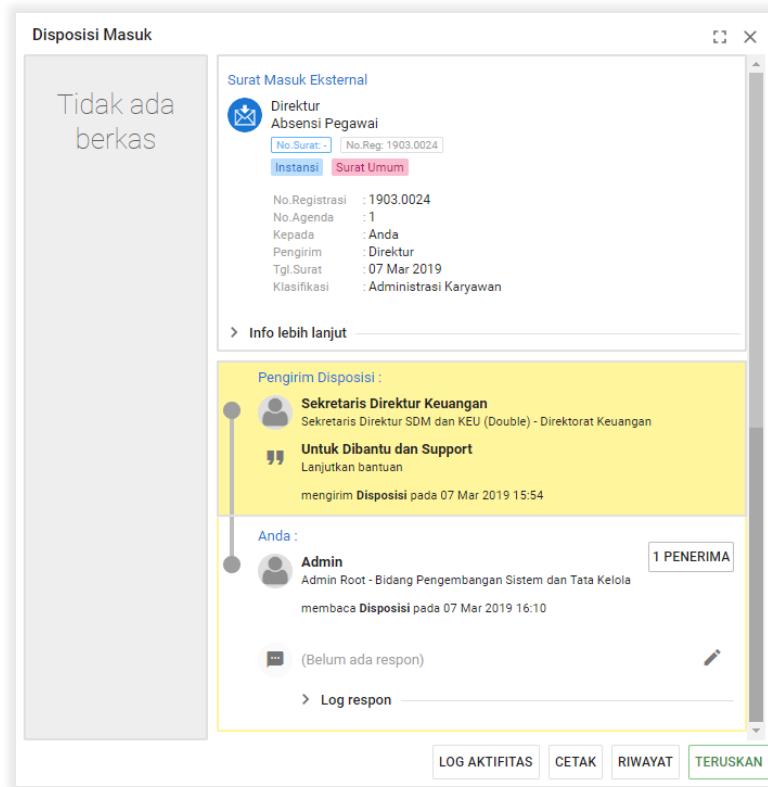 Disposisi Masuk
Tidak ada
berkas
Surat Masuk Eksternal
Direktur
Absensi Pegawai
No.Surat: -
No.Reg: 1903.0024
Instansi
Surat Umum
No.Registrasi : 1903.0024
No.Agenda : 1
Kepada : Anda
Pengirim : Direktur
Tgl.Surat : 07 Mar 2019
Klasifikasi : Administrasi Karyawan
Info lebih lanjut
Pengirim Disposisi :
Sekretaris Direktur Keuangan
Sekretaris Direktur SDM dan KEU (Double) - Direktorat Keuangan
Untuk Dibantu dan Support
Lanjutkan bantuan
mengirim Disposisi pada 07 Mar 2019 15:54
Anda :
1 PENERIMA
Admin
Admin Root - Bidang Pengembangan Sistem dan Tata Kelola
membaca Disposisi pada 07 Mar 2019 16:10
(Belum ada respon)
Log respon
LOG AKTIFITAS
CETAK
RIWAYAT
TERUSKAN